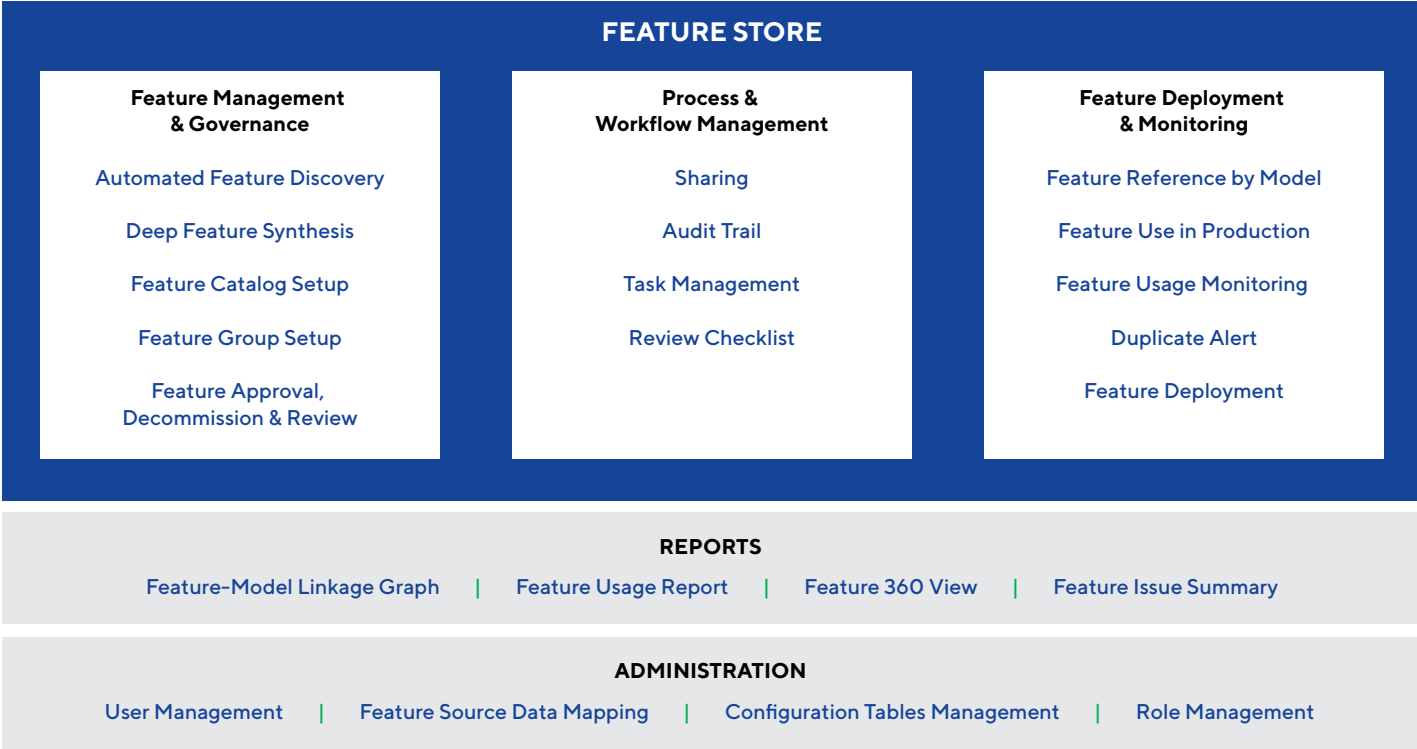 FEATURE STORE
Feature Management
& Governance
Automated Feature Discovery
Deep Feature Synthesis
Feature Catalog Setup
Feature Group Setup
Feature Approval,
Decommission & Review
Process &
Workflow Management
Sharing
Audit Trail
Task Management
Review Checklist
Feature Deployment
& Monitoring
Feature Reference by Model
Feature Use in Production
Feature Usage Monitoring
Duplicate Alert
Feature Deployment
REPORTS
Feature-Model Linkage Graph | Feature Usage Report | Feature 360 View | Feature Issue Summary
ADMINISTRATION
User Management | Feature Source Data Mapping | Configuration Tables Management | Role Management